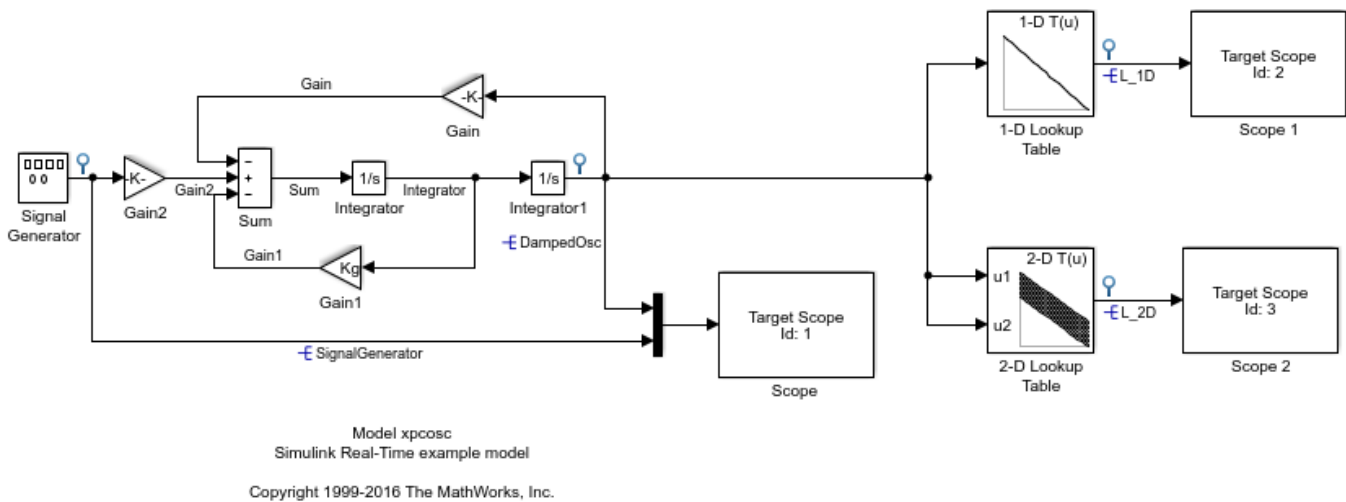 1-D T(u)
L_1D
Target Scope
Id: 2
1-D Lookup
Table
Scope 1
Gain
-K-
Gain
Signal
Generator
-K-
Gain2
Gain2
−
+
−
Sum
Sum
1/s
Integrator
Integrator
1/s
Integrator1
DampedOsc
Gain1
Kg
Gain1
SignalGenerator
Target Scope
Id: 1
Scope
2-D T(u)
u1
u2
L_2D
2-D Lookup
Table
Target Scope
Id: 3
Scope 2
Model xpcosc
Simulink Real-Time example model
Copyright 1999-2016 The MathWorks, Inc.